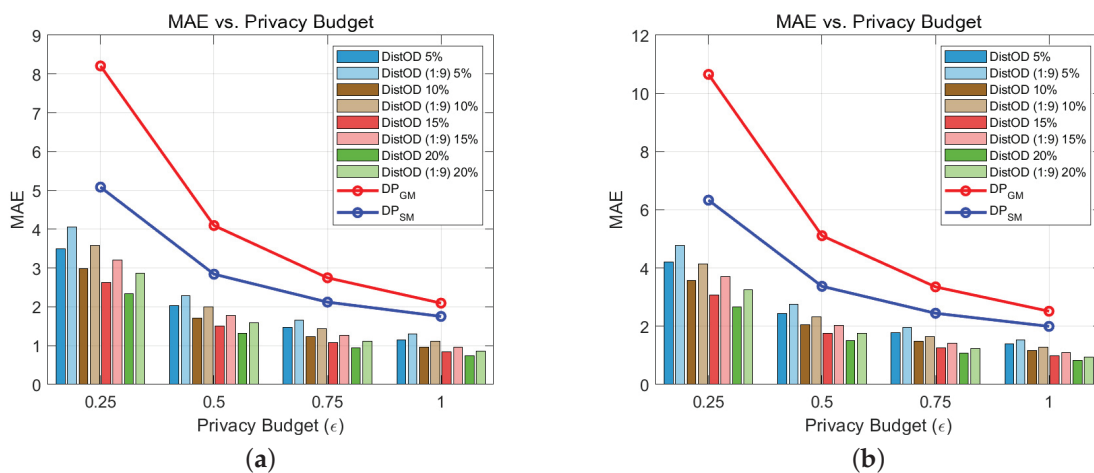 MAE vs. Privacy Budget
9
8
7
6
5
4
3
2
1
0
MAE
DistOD 5%
DistOD (1:9) 5%
DistOD 10%
DistOD (1:9) 10%
DistOD 15%
DistOD (1:9) 15%
DistOD 20%
DistOD (1:9) 20%
DP_GM
DP_SM
0.25 0.5 0.75 1
Privacy Budget (ϵ)
(a)
MAE vs. Privacy Budget
12
10
8
6
4
2
0
MAE
DistOD 5%
DistOD (1:9) 5%
DistOD 10%
DistOD (1:9) 10%
DistOD 15%
DistOD (1:9) 15%
DistOD 20%
DistOD (1:9) 20%
DP_GM
DP_SM
0.25 0.5 0.75 1
Privacy Budget (ϵ)
(b)